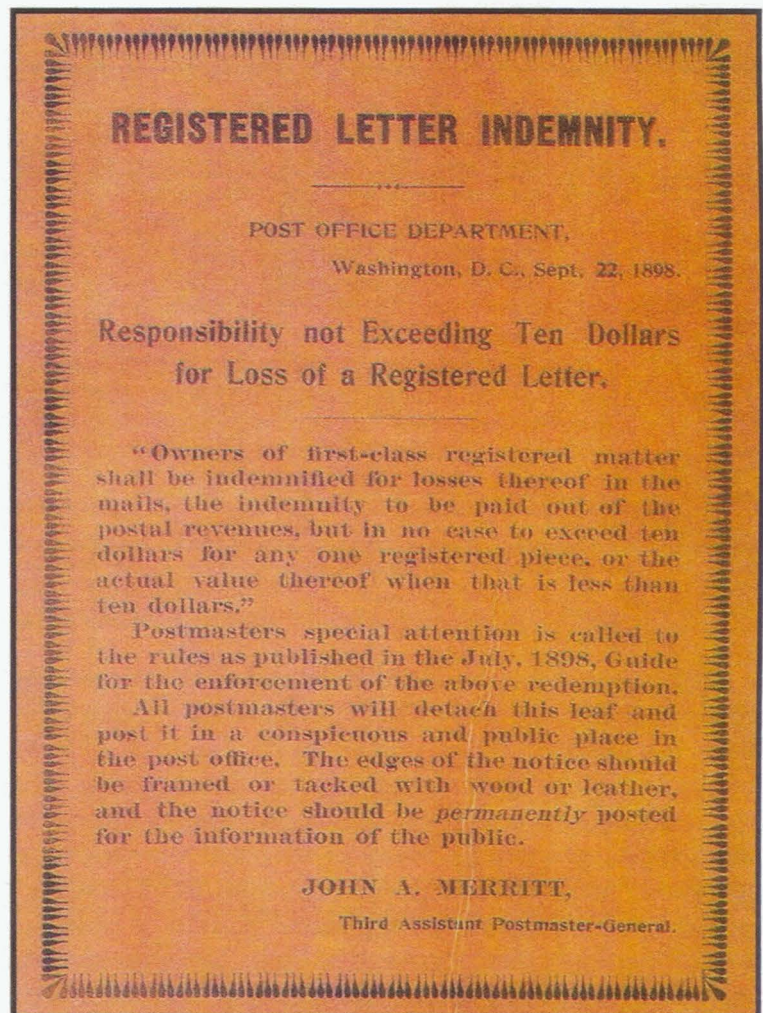 REGISTERED LETTER INDEMNITY.
POST OFFICE DEPARTMENT,
Washington, D. C., Sept. 22, 1898.
Responsibility not Exceeding Ten Dollars
for Loss of a Registered Letter.
“Owners of first-class registered matter
shall be indemnified for losses thereof in the
mails, the indemnity to be paid out of the
postal revenues, but in no case to exceed ten
dollars for any one registered piece, or the
actual value thereof when that is less than
ten dollars.”
Postmasters special attention is called to
the rules as published in the July, 1898, Guide
for the enforcement of the above redemption.
All postmasters will detach this leaf and
post it in a conspicuous and public place in
the post office. The edges of the notice should
be framed or tacked with wood or leather,
and the notice should be permanently posted
for the information of the public.
JOHN A. MERRITT,
Third Assistant Postmaster-General.